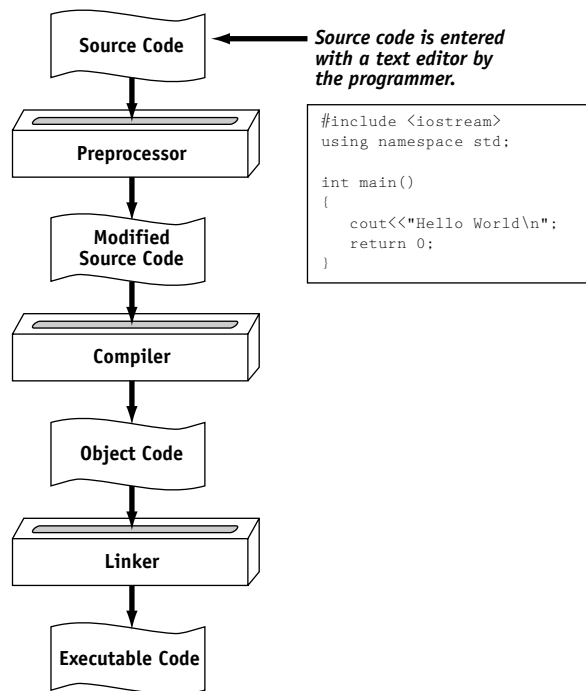 Source Code
Source code is entered
with a text editor by
the programmer.
#include <iostream>
using namespace std;
int main()
{
cout<<"Hello World\n";
return 0;
}
Preprocessor
Modified
Source Code
Compiler
Object Code
Linker
Executable Code